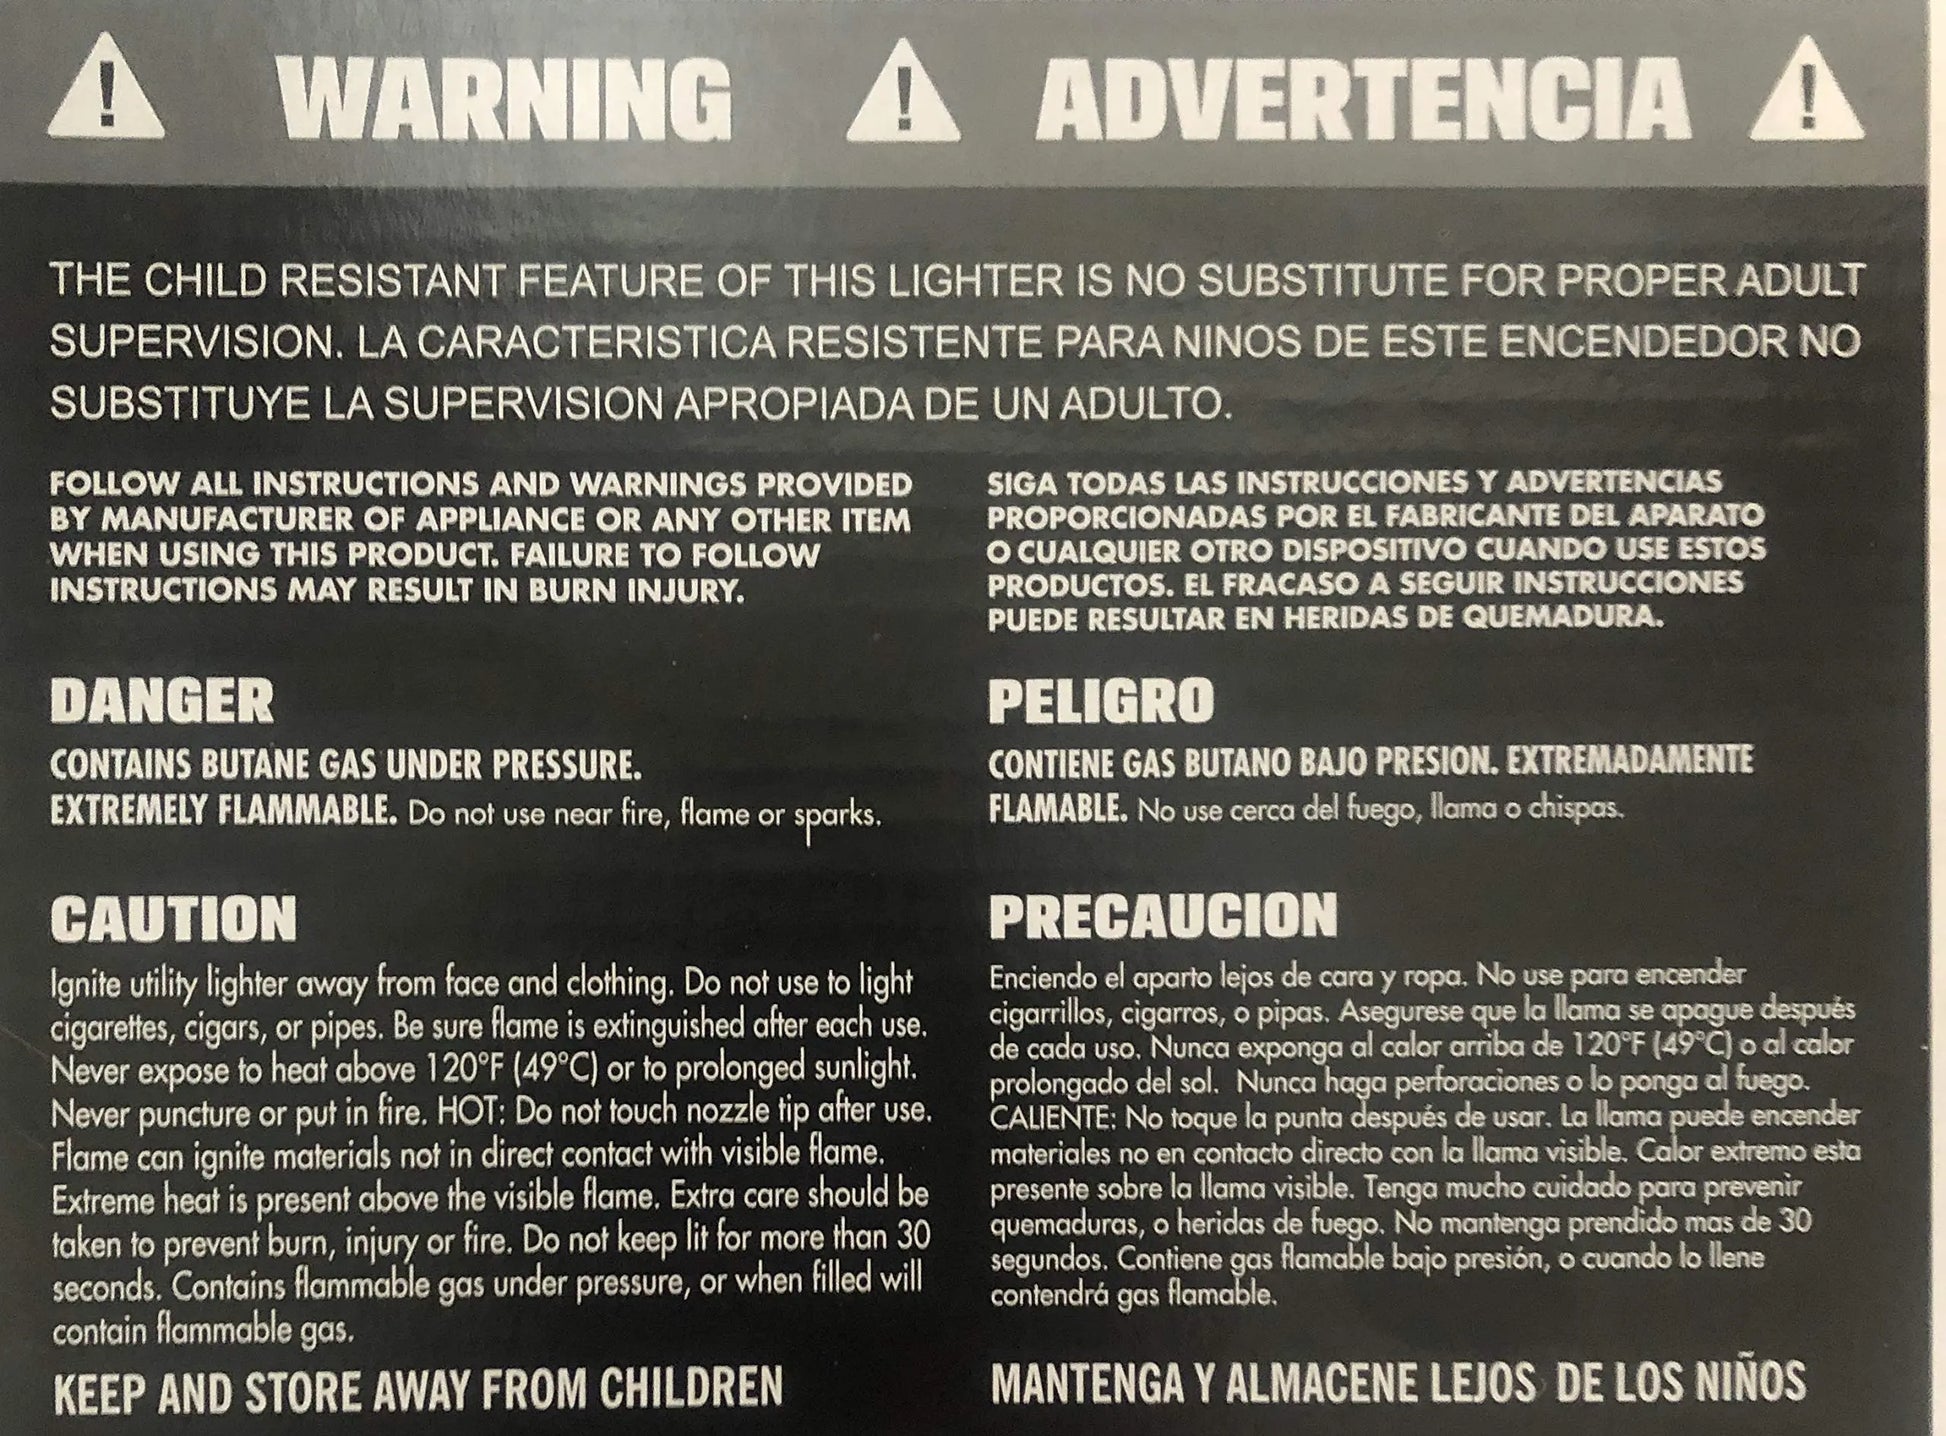 WARNING ADVERTENCIA
THE CHILD RESISTANT FEATURE OF THIS LIGHTER IS NO SUBSTITUTE FOR PROPER ADULT
SUPERVISION. LA CARACTERISTICA RESISTENTE PARA NINOS DE ESTE ENCENDEDOR NO
SUBSTITUYE LA SUPERVISION APROPIADA DE UN ADULTO.
FOLLOW ALL INSTRUCTIONS AND WARNINGS PROVIDED
BY MANUFACTURER OF APPLIANCE OR ANY OTHER ITEM
WHEN USING THIS PRODUCT. FAILURE TO FOLLOW
INSTRUCTIONS MAY RESULT IN BURN INJURY.
DANGER
CONTAINS BUTANE GAS UNDER PRESSURE.
EXTREMELY FLAMMABLE. Do not use near fire, flame or sparks.
CAUTION
Ignite utility lighter away from face and clothing. Do not use to light
cigarettes, cigars, or pipes. Be sure flame is extinguished after each use.
Never expose to heat above 120°F (49°C) or to prolonged sunlight.
Never puncture or put in fire. HOT: Do not touch nozzle tip after use.
Flame can ignite materials not in direct contact with visible flame.
Extreme heat is present above the visible flame. Extra care should be
taken to prevent burn, injury or fire. Do not keep lit for more than 30
seconds. Contains flammable gas under pressure, or when filled will
contain flammable gas.
KEEP AND STORE AWAY FROM CHILDREN
SIGA TODAS LAS INSTRUCCIONES Y ADVERTENCIAS
PROPORCIONADAS POR EL FABRICANTE DEL APARATO
O CUALQUIER OTRO DISPOSITIVO CUANDO USE ESTOS
PRODUCTOS. EL FRACASO A SEGUIR INSTRUCCIONES
PUEDE RESULTAR EN HERIDAS DE QUEMADURA.
PELIGRO
CONTIENE GAS BUTANO BAJO PRESION. EXTREMADAMENTE
FLAMABLE. No use cerca del fuego, llama o chispas.
PRECAUCION
Enciendo el aparto lejos de cara y ropa. No use para encender
cigarrillos, cigarros, o pipas. Asegurese que la llama se apague después
de cada uso. Nunca exponga al calor arriba de 120°F (49°C) o al calor
prolongado del sol. Nunca haga perforaciones o lo ponga al fuego.
CALIENTE: No toque la punta después de usar. La llama puede encender
materiales no en contacto directo con la llama visible. Calor extremo esta
presente sobre la llama visible. Tenga mucho cuidado para prevenir
quemaduras, o heridas de fuego. No mantenga prendido mas de 30
segundos. Contiene gas flamable bajo presión, o cuando lo llene
contendrá gas flamable.
MANTENGA Y ALMACENE LEJOS DE LOS NIÑOS